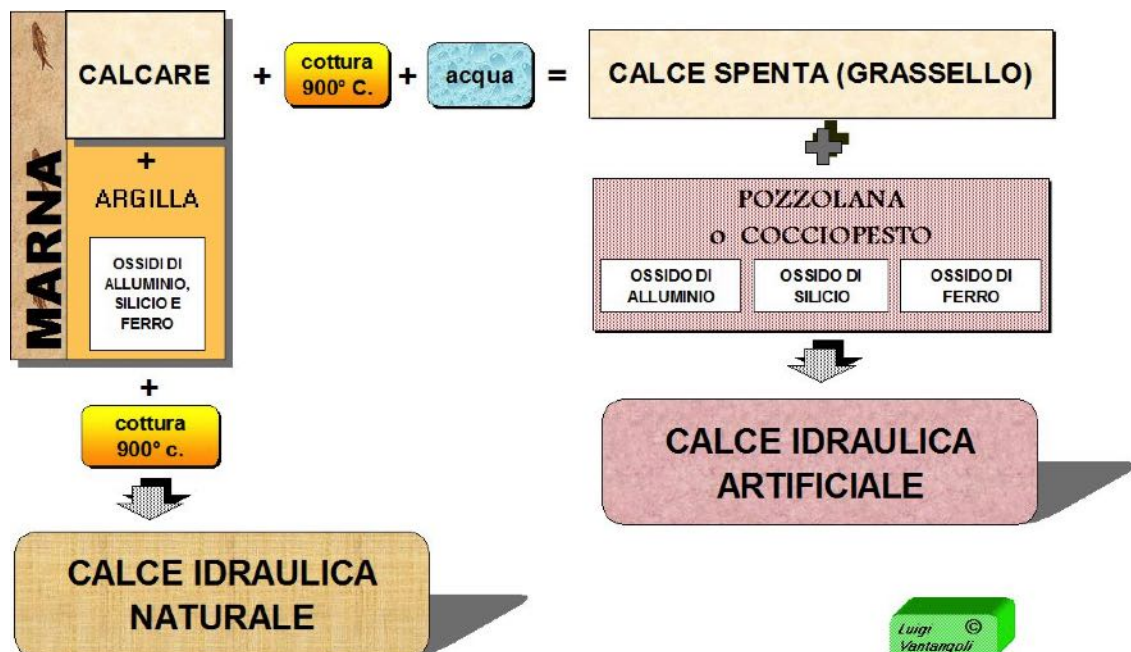 MARNA
CALCARE
+
cottura
900° C.
+
acqua
=
CALCE SPENTA (GRASSELLO)
+
ARGILLA
OSSIDI DI
ALLUMINIO,
SILICIO E
FERRO
+
cottura
900° c.
CALCE IDRAULICA
NATURALE
POZZOLANA
o COCCIOPESTO
OSSIDO DI
ALLUMINIO
OSSIDO DI
SILICIO
OSSIDO DI
FERRO
CALCE IDRAULICA
ARTIFICIALE
Luigi ©
Vantangoli